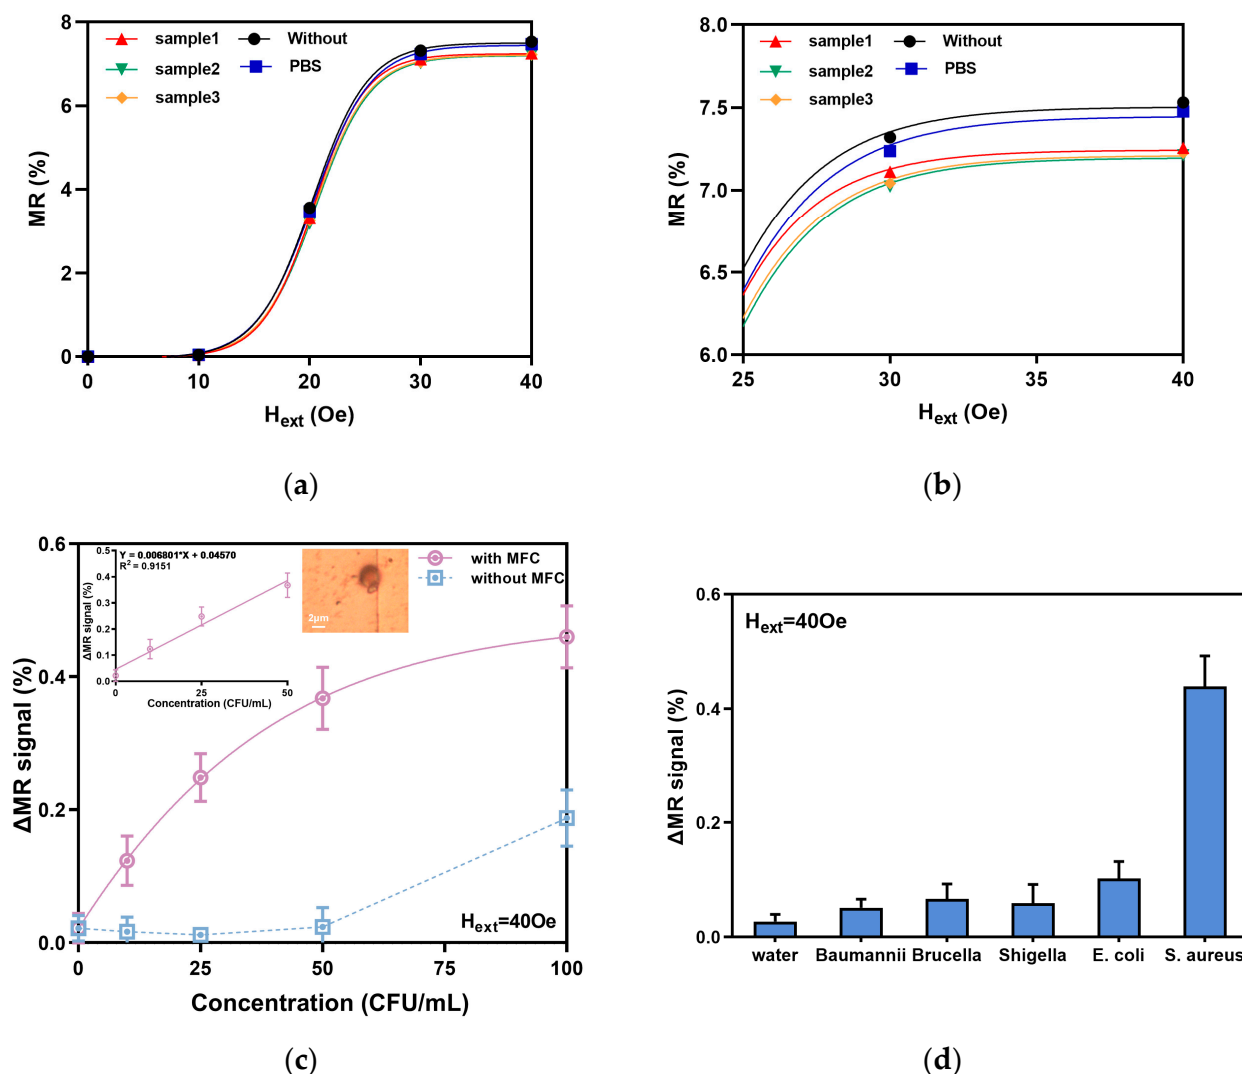 8
6
4
2
0
MR (%)
sample1
Without
sample2
PBS
sample3
0
10
20
30
40
Hext (Oe)
(a)
8.0
7.5
7.0
6.5
6.0
MR (%)
sample1
Without
sample2
PBS
sample3
25
30
35
40
Hext (Oe)
(b)
0.6
0.4
0.2
0.0
ΔMR signal (%)
Y = 0.006801*X + 0.04570
R2 = 0.9151
0.5
0.4
0.3
0.2
0.1
0.0
ΔMR signal (%)
0
25
50
Concentration (CFU/mL)
2μm
with MFC
without MFC
Hext=40Oe
0
25
50
75
100
Concentration (CFU/mL)
(c)
0.6
0.4
0.2
0.0
ΔMR signal (%)
Hext=40Oe
water
Baumannii
Brucella
Shigella
E. coli
S. aureus
(d)